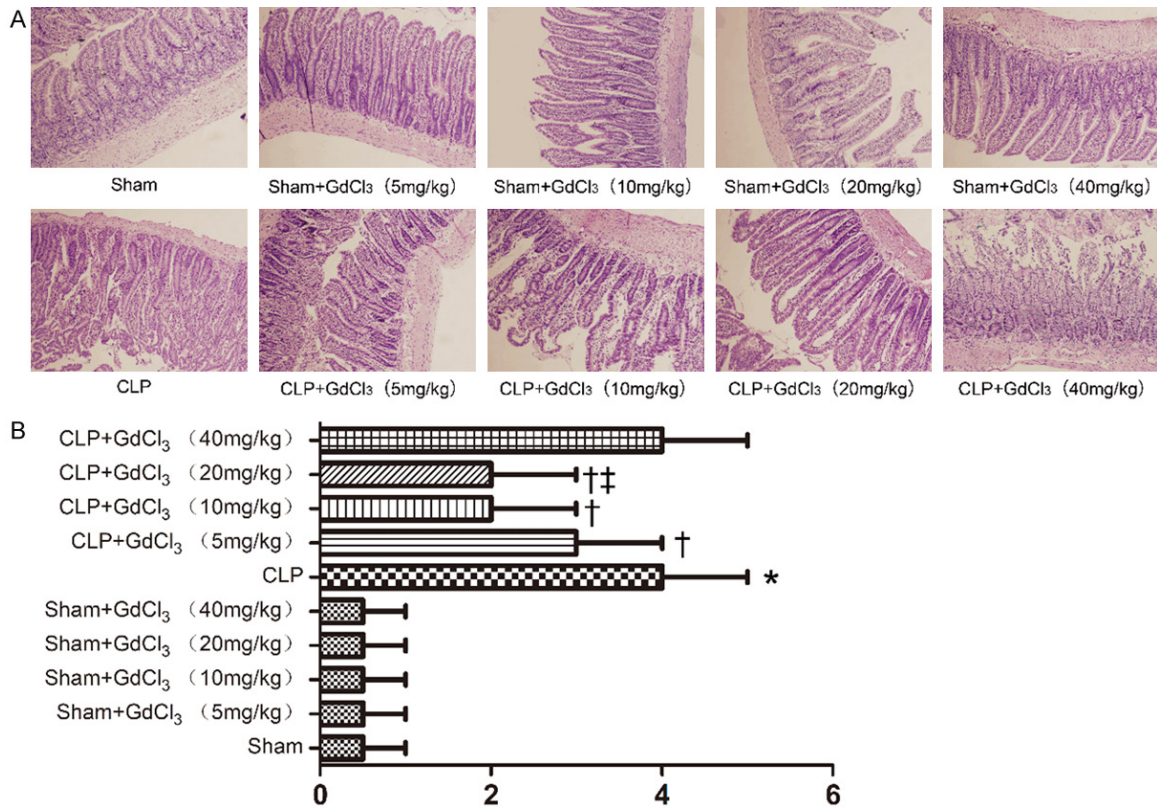 A
Sham
Sham+GdCl₃（5mg/kg）
Sham+GdCl₃（10mg/kg）
Sham+GdCl₃（20mg/kg）
Sham+GdCl₃（40mg/kg）
CLP
CLP+GdCl₃（5mg/kg）
CLP+GdCl₃（10mg/kg）
CLP+GdCl₃（20mg/kg）
CLP+GdCl₃（40mg/kg）
B
CLP+GdCl₃（40mg/kg）
CLP+GdCl₃（20mg/kg） †‡
CLP+GdCl₃（10mg/kg） †
CLP+GdCl₃（5mg/kg） †
CLP *
Sham+GdCl₃（40mg/kg）
Sham+GdCl₃（20mg/kg）
Sham+GdCl₃（10mg/kg）
Sham+GdCl₃（5mg/kg）
Sham
0 2 4 6